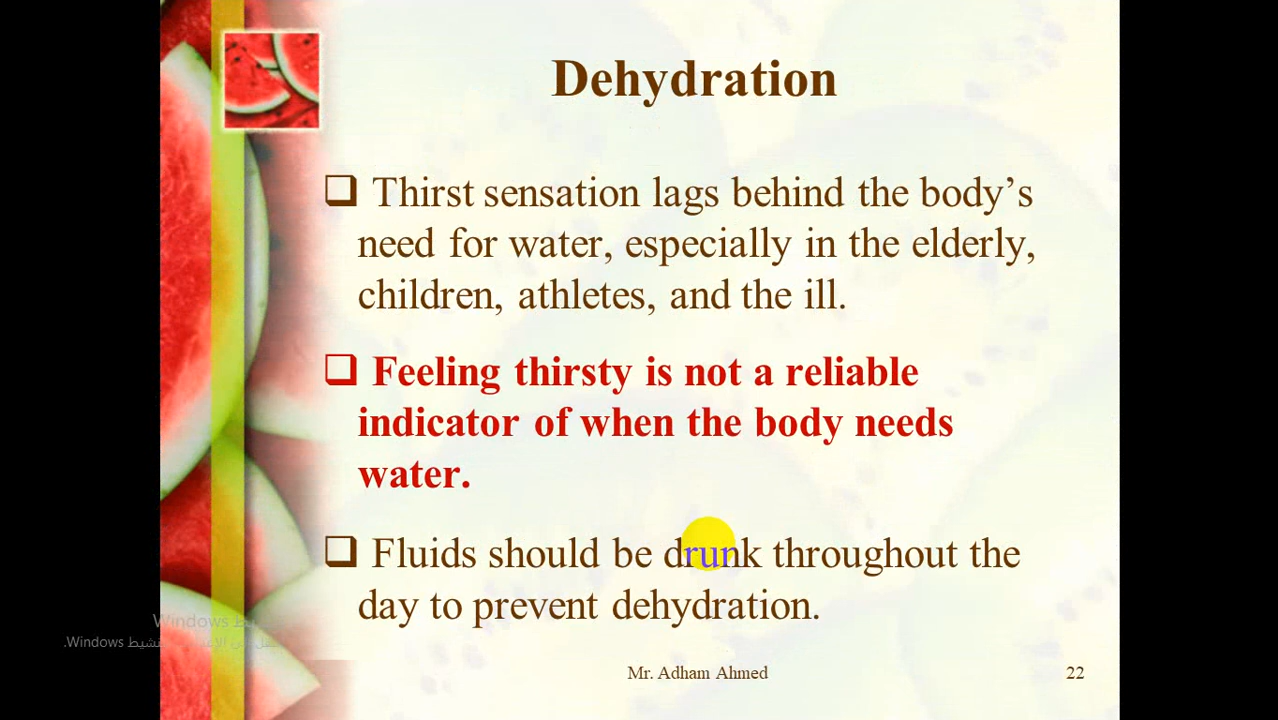 Dehydration
❑ Thirst sensation lags behind the body’s
need for water, especially in the elderly,
children, athletes, and the ill.
❑ Feeling thirsty is not a reliable
indicator of when the body needs
water.
❑ Fluids should be drunk throughout the
day to prevent dehydration.
Windows
Windows.
Mr. Adham Ahmed
22